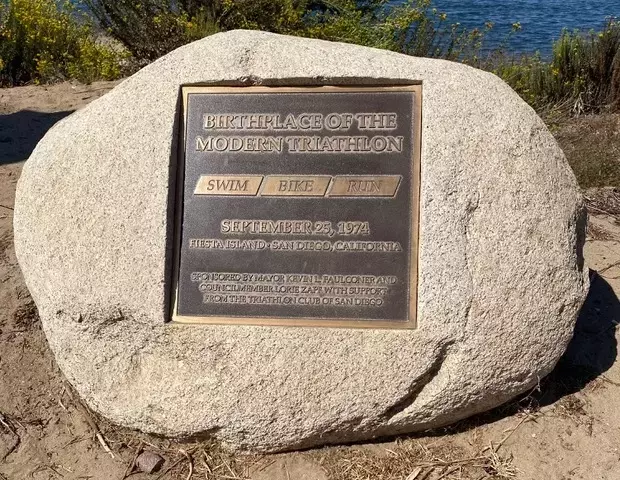 BIRTHPLACE OF THE
MODERN TRIATHLON
SWIM BIKE RUN
SEPTEMBER 25, 1974
FIESTA ISLAND · SAN DIEGO, CALIFORNIA
SPONSORED BY MAYOR KEVIN L. FAULCONER AND
COUNCILMEMBER LORIE ZAPF WITH SUPPORT
FROM THE TRIATHLON CLUB OF SAN DIEGO